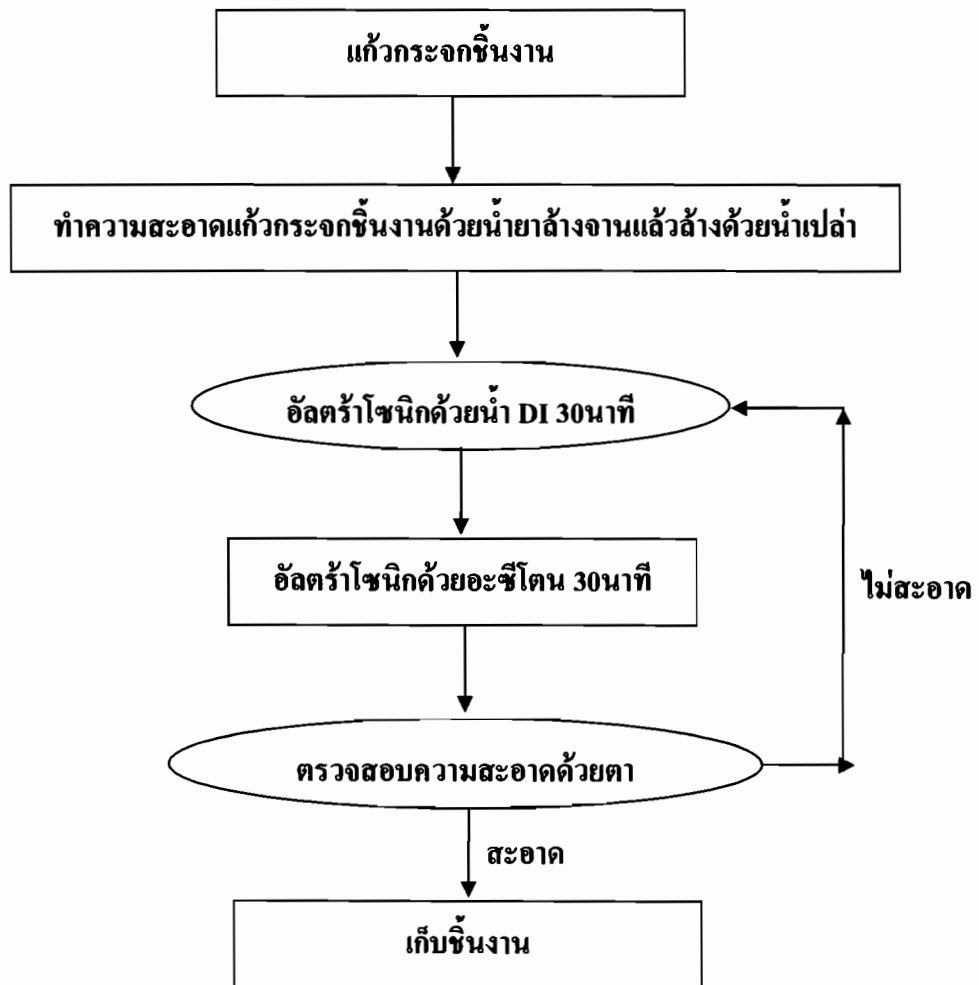 แก้วกระจกชิ้นงาน
ทำความสะอาดแก้วกระจกชิ้นงานด้วยน้ำยาล้างจานแล้วล้างด้วยน้ำเปล่า
อัลตร้าโซนิกด้วยน้ำ DI 30นาที
อัลตร้าโซนิกด้วยอะซีโตน 30นาที
ไม่สะอาด
ตรวจสอบความสะอาดด้วยตา
สะอาด
เก็บชิ้นงาน